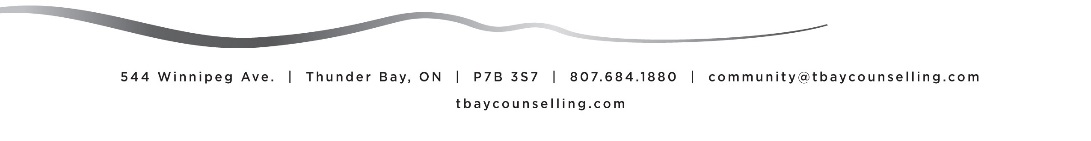 544 Winnipeg Ave. | Thunder Bay, ON | P7B 3S7 | 807.684.1880 | community@tbaycounselling.com
tbaycounselling.com